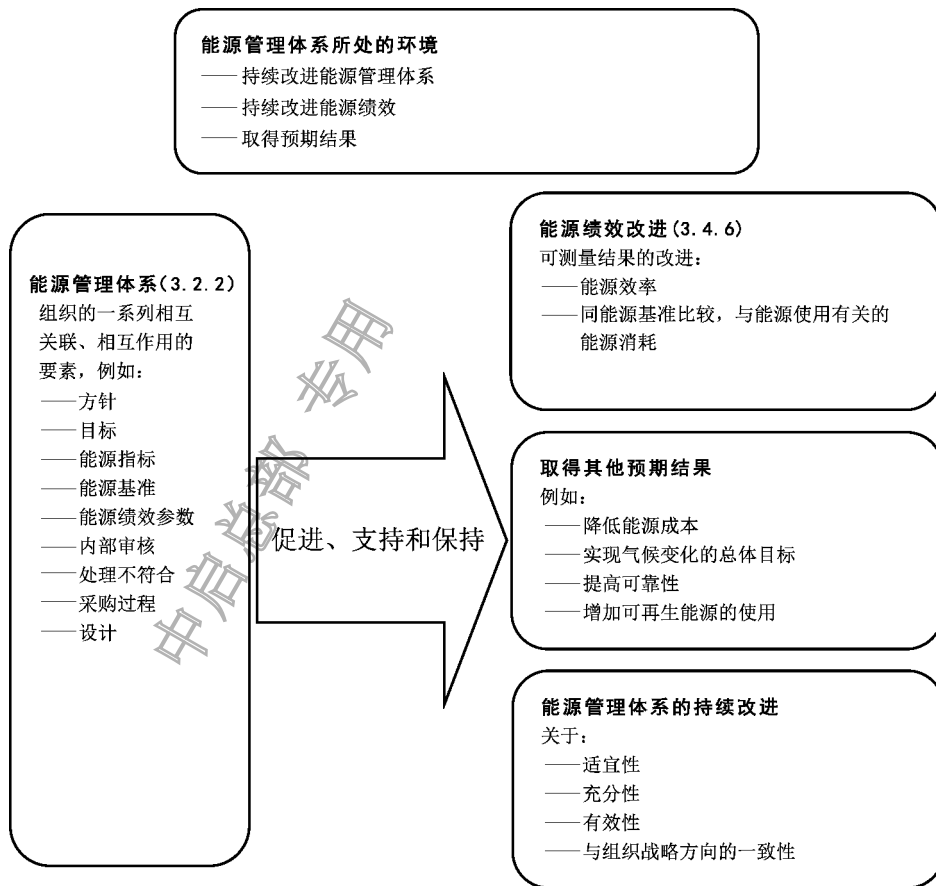 能源管理体系所处的环境
——持续改进能源管理体系
——持续改进能源绩效
——取得预期结果
能源管理体系(3.2.2)
组织的一系列相互
关联、相互作用的
要素，例如：
——方针
——目标
——能源指标
——能源基准
——能源绩效参数
——内部审核
——处理不符合
——采购过程
——设计
促进、支持和保持
能源绩效改进(3.4.6)
可测量结果的改进：
——能源效率
——同能源基准比较，与能源使用有关的
能源消耗
取得其他预期结果
例如：
——降低能源成本
——实现气候变化的总体目标
——提高可靠性
——增加可再生能源的使用
能源管理体系的持续改进
关于：
——适宜性
——充分性
——有效性
——与组织战略方向的一致性
中启总部 专用